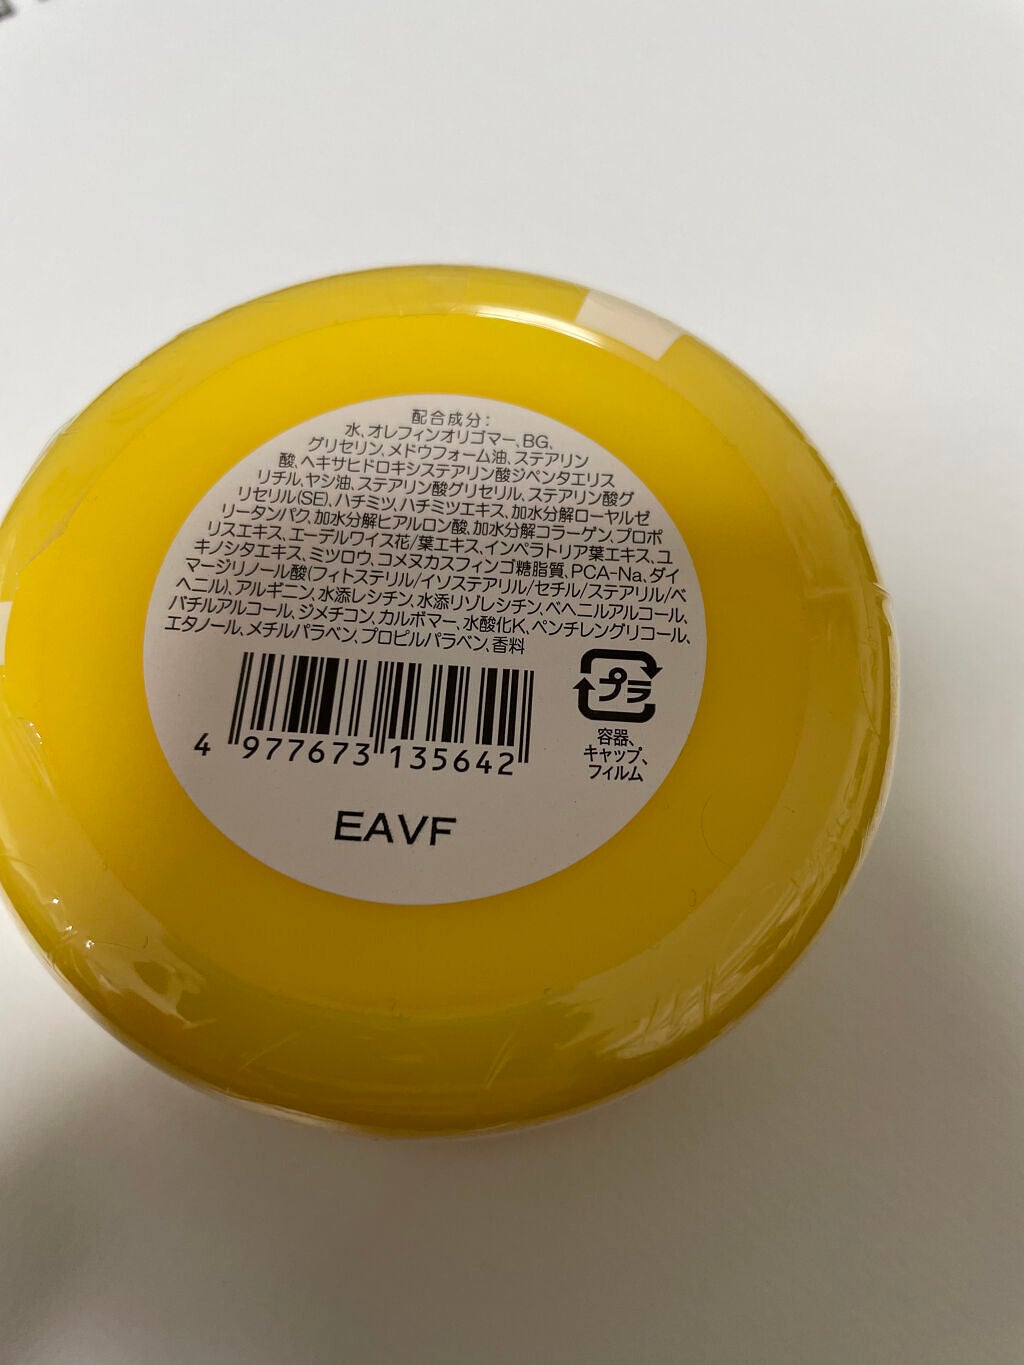 配合成分:
水、オレフィンオリゴマー、BG、
グリセリン、メドウフォーム油、ステアリン
酸、ヘキサヒドロキシステアリン酸ジペンタエリス
リチル、ヤシ油、ステアリン酸グリセリル、ステアリン酸グ
リセリル(SE)、ハチミツ、ハチミツエキス、加水分解ローヤルゼ
リータンパク、加水分解ヒアルロン酸、加水分解コラーゲン、プロポ
リスエキス、エーデルワイス花/葉エキス、インペラトリア葉エキス、ユ
キノシタエキス、ミツロウ、コメヌカスフィンゴ糖脂質、PCA-Na、ダイ
マージリノール酸(フィトステリル/イソステアリル/セチル/ステアリル/ベ
ヘニル)、アルギニン、水添レシチン、水添リゾレシチン、ベヘニルアルコール、
バチルアルコール、ジメチコン、カルボマー、水酸化K、ペンチレングリコール、
エタノール、メチルパラベン、プロピルパラベン、香料
プラ
容器、
キャップ、
フィルム
4 977673 135642
EAVF